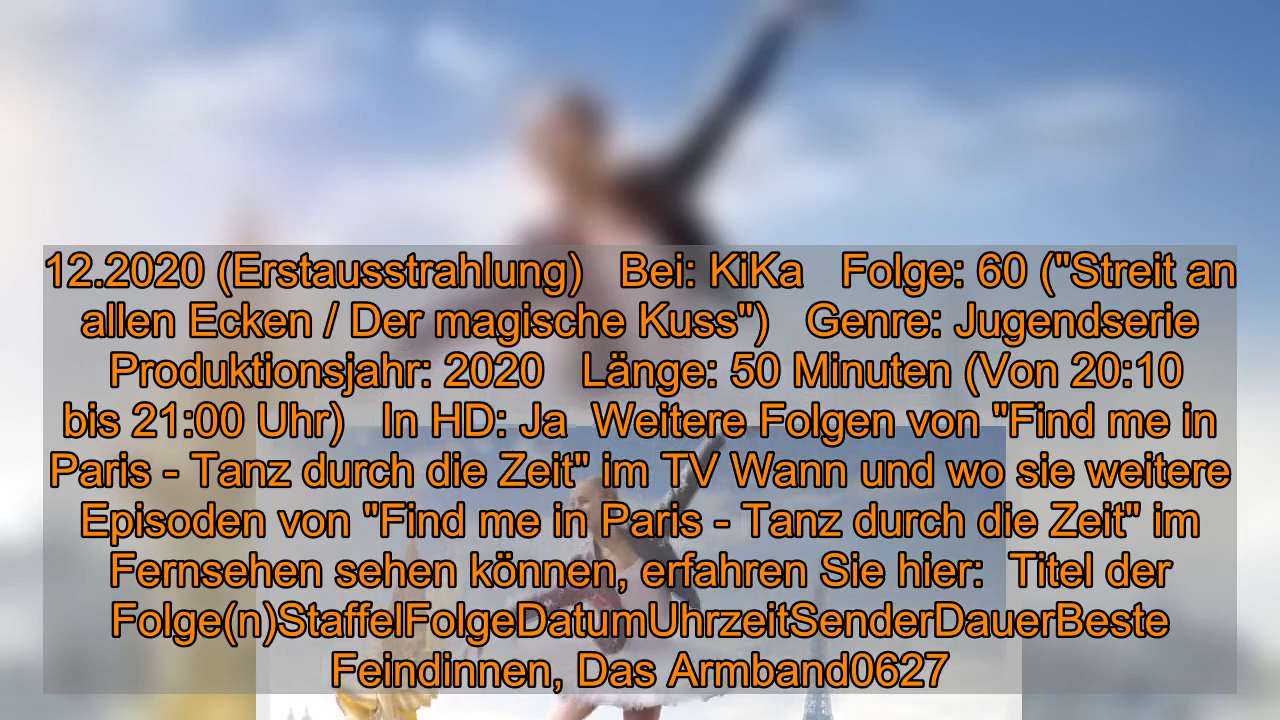 12.2020 (Erstausstrahlung)   Bei: KiKa   Folge: 60 ("Streit an
allen Ecken / Der magische Kuss")   Genre: Jugendserie
Produktionsjahr: 2020   Länge: 50 Minuten (Von 20:10
bis 21:00 Uhr)   In HD: Ja  Weitere Folgen von "Find me in
Paris - Tanz durch die Zeit" im TV Wann und wo sie weitere
Episoden von "Find me in Paris - Tanz durch die Zeit" im
Fernsehen sehen können, erfahren Sie hier:  Titel der
Folge(n)StaffelFolgeDatumUhrzeitSenderDauerBeste
Feindinnen, Das Armband0627